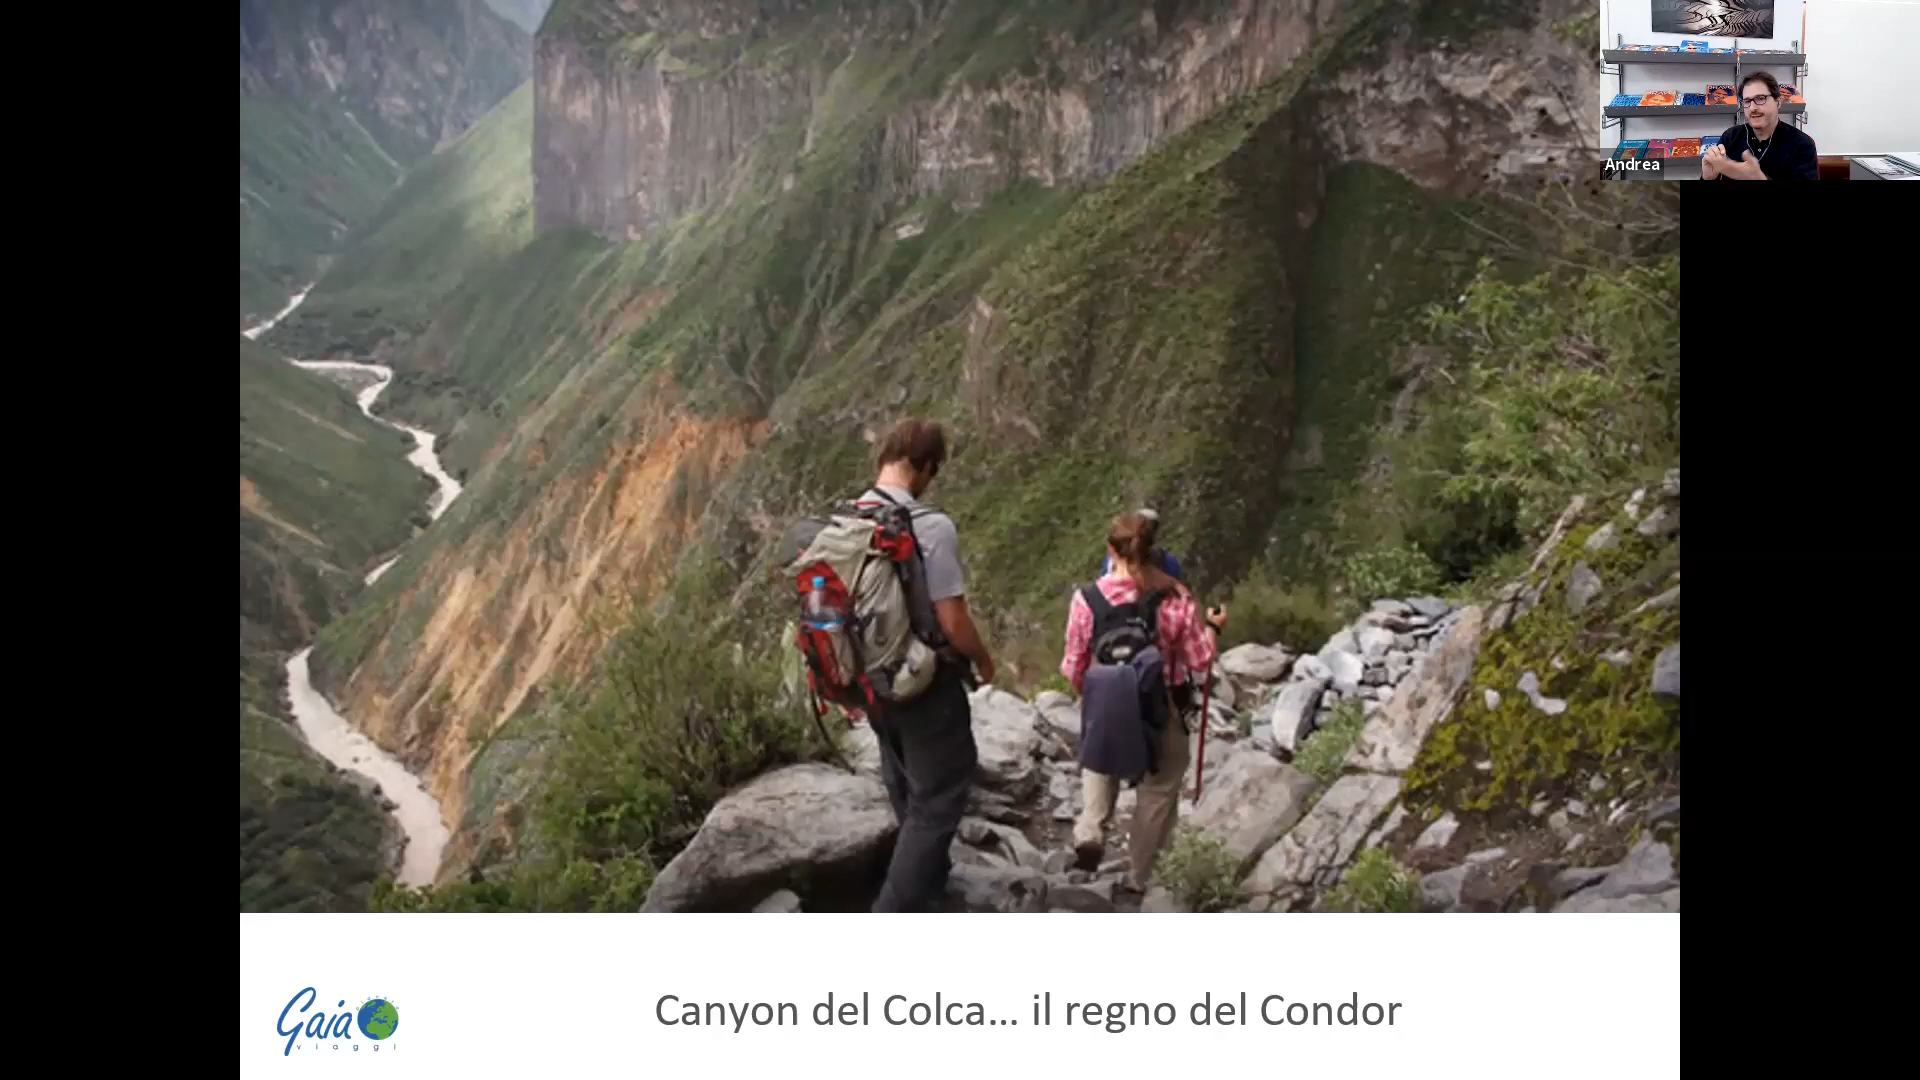 Andrea
Canyon del Colca... il regno del Condor
Gaia
viaggi